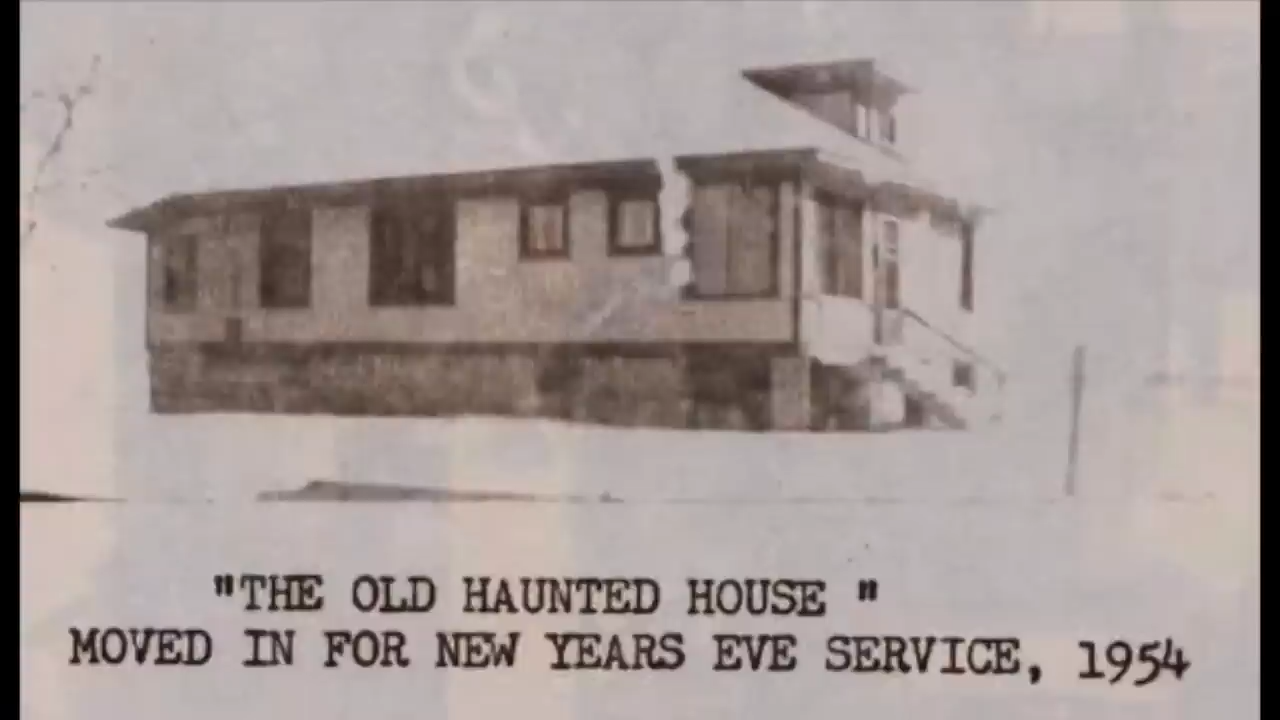 "THE OLD HAUNTED HOUSE "
MOVED IN FOR NEW YEARS EVE SERVICE, 1954